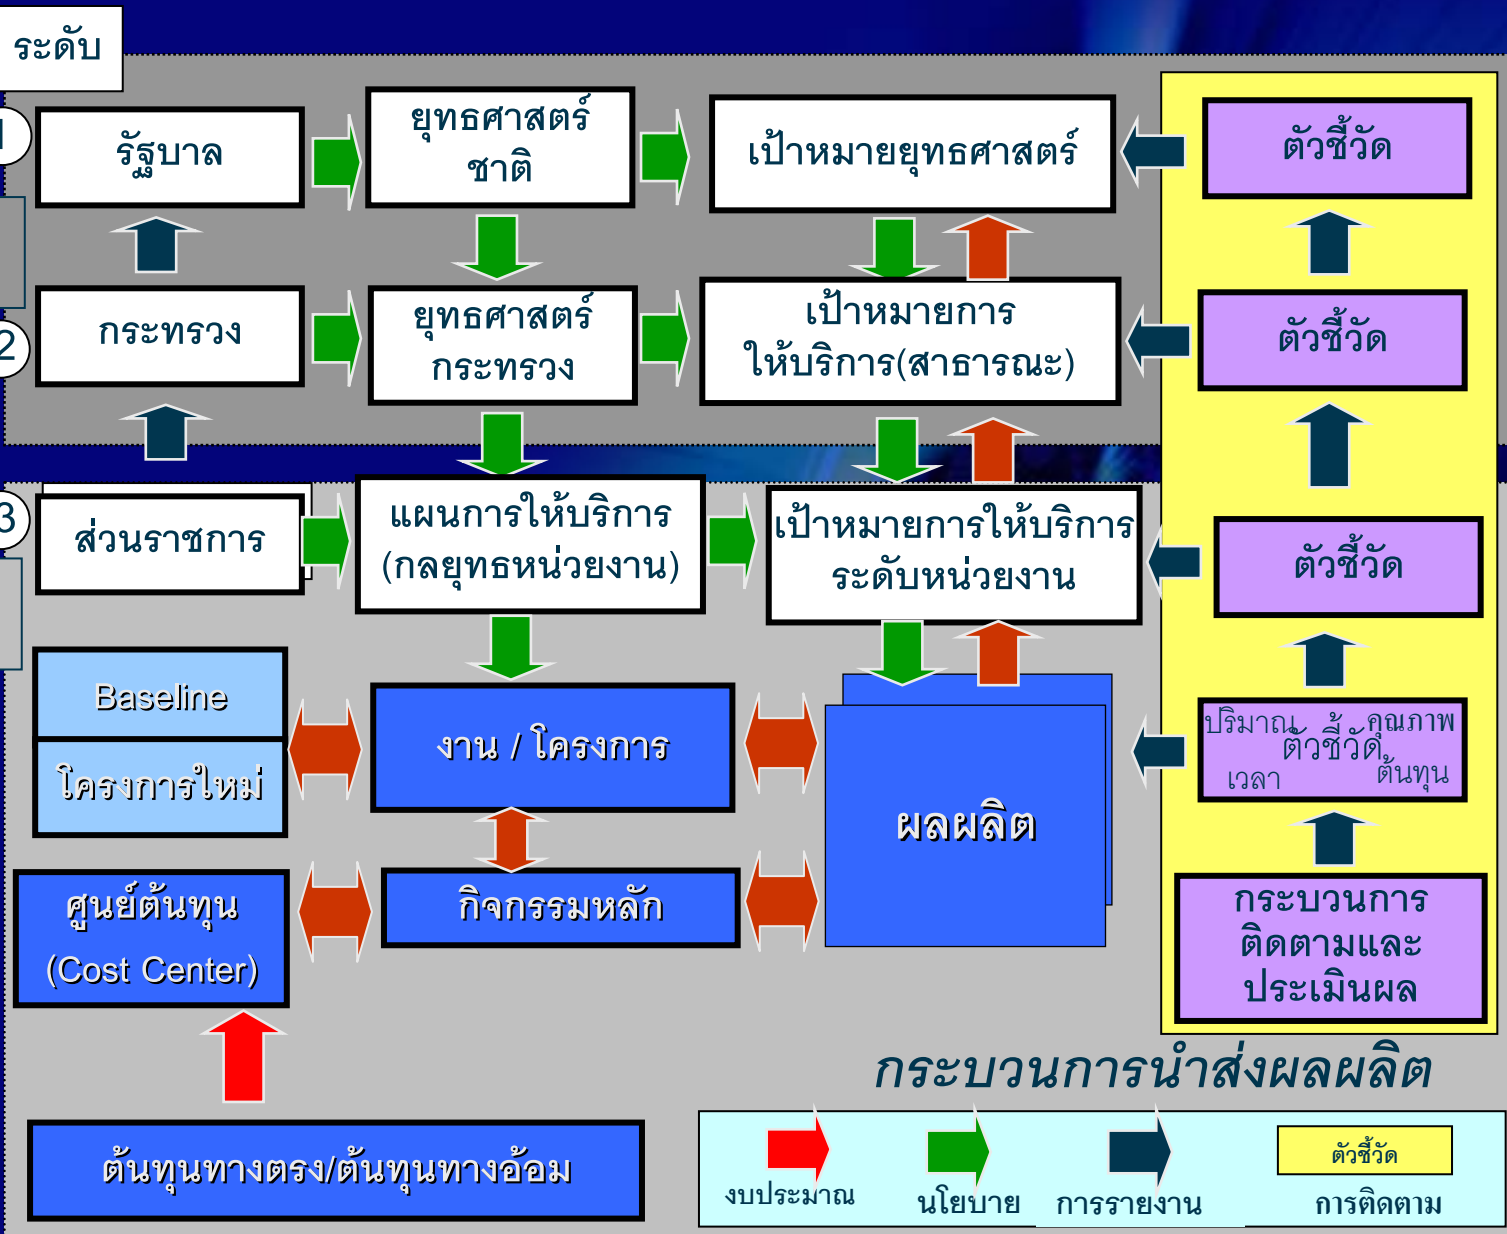 ระดับ
1
รัฐบาล
ยุทธศาสตร์
ชาติ
เป้าหมายยุทธศาสตร์
ตัวชี้วัด
2
กระทรวง
ยุทธศาสตร์
กระทรวง
เป้าหมายการ
ให้บริการ(สาธารณะ)
ตัวชี้วัด
3
ส่วนราชการ
แผนการให้บริการ
(กลยุทธหน่วยงาน)
เป้าหมายการให้บริการ
ระดับหน่วยงาน
ตัวชี้วัด
Baseline
โครงการใหม่
งาน / โครงการ
ผลผลิต
ปริมาณ
คุณภาพ
ตัวชี้วัด
เวลา
ต้นทุน
ศูนย์ต้นทุน
(Cost Center)
กิจกรรมหลัก
กระบวนการ
ติดตามและ
ประเมินผล
กระบวนการนำส่งผลผลิต
ต้นทุนทางตรง/ต้นทุนทางอ้อม
งบประมาณ
นโยบาย
การรายงาน
ตัวชี้วัด
การติดตาม